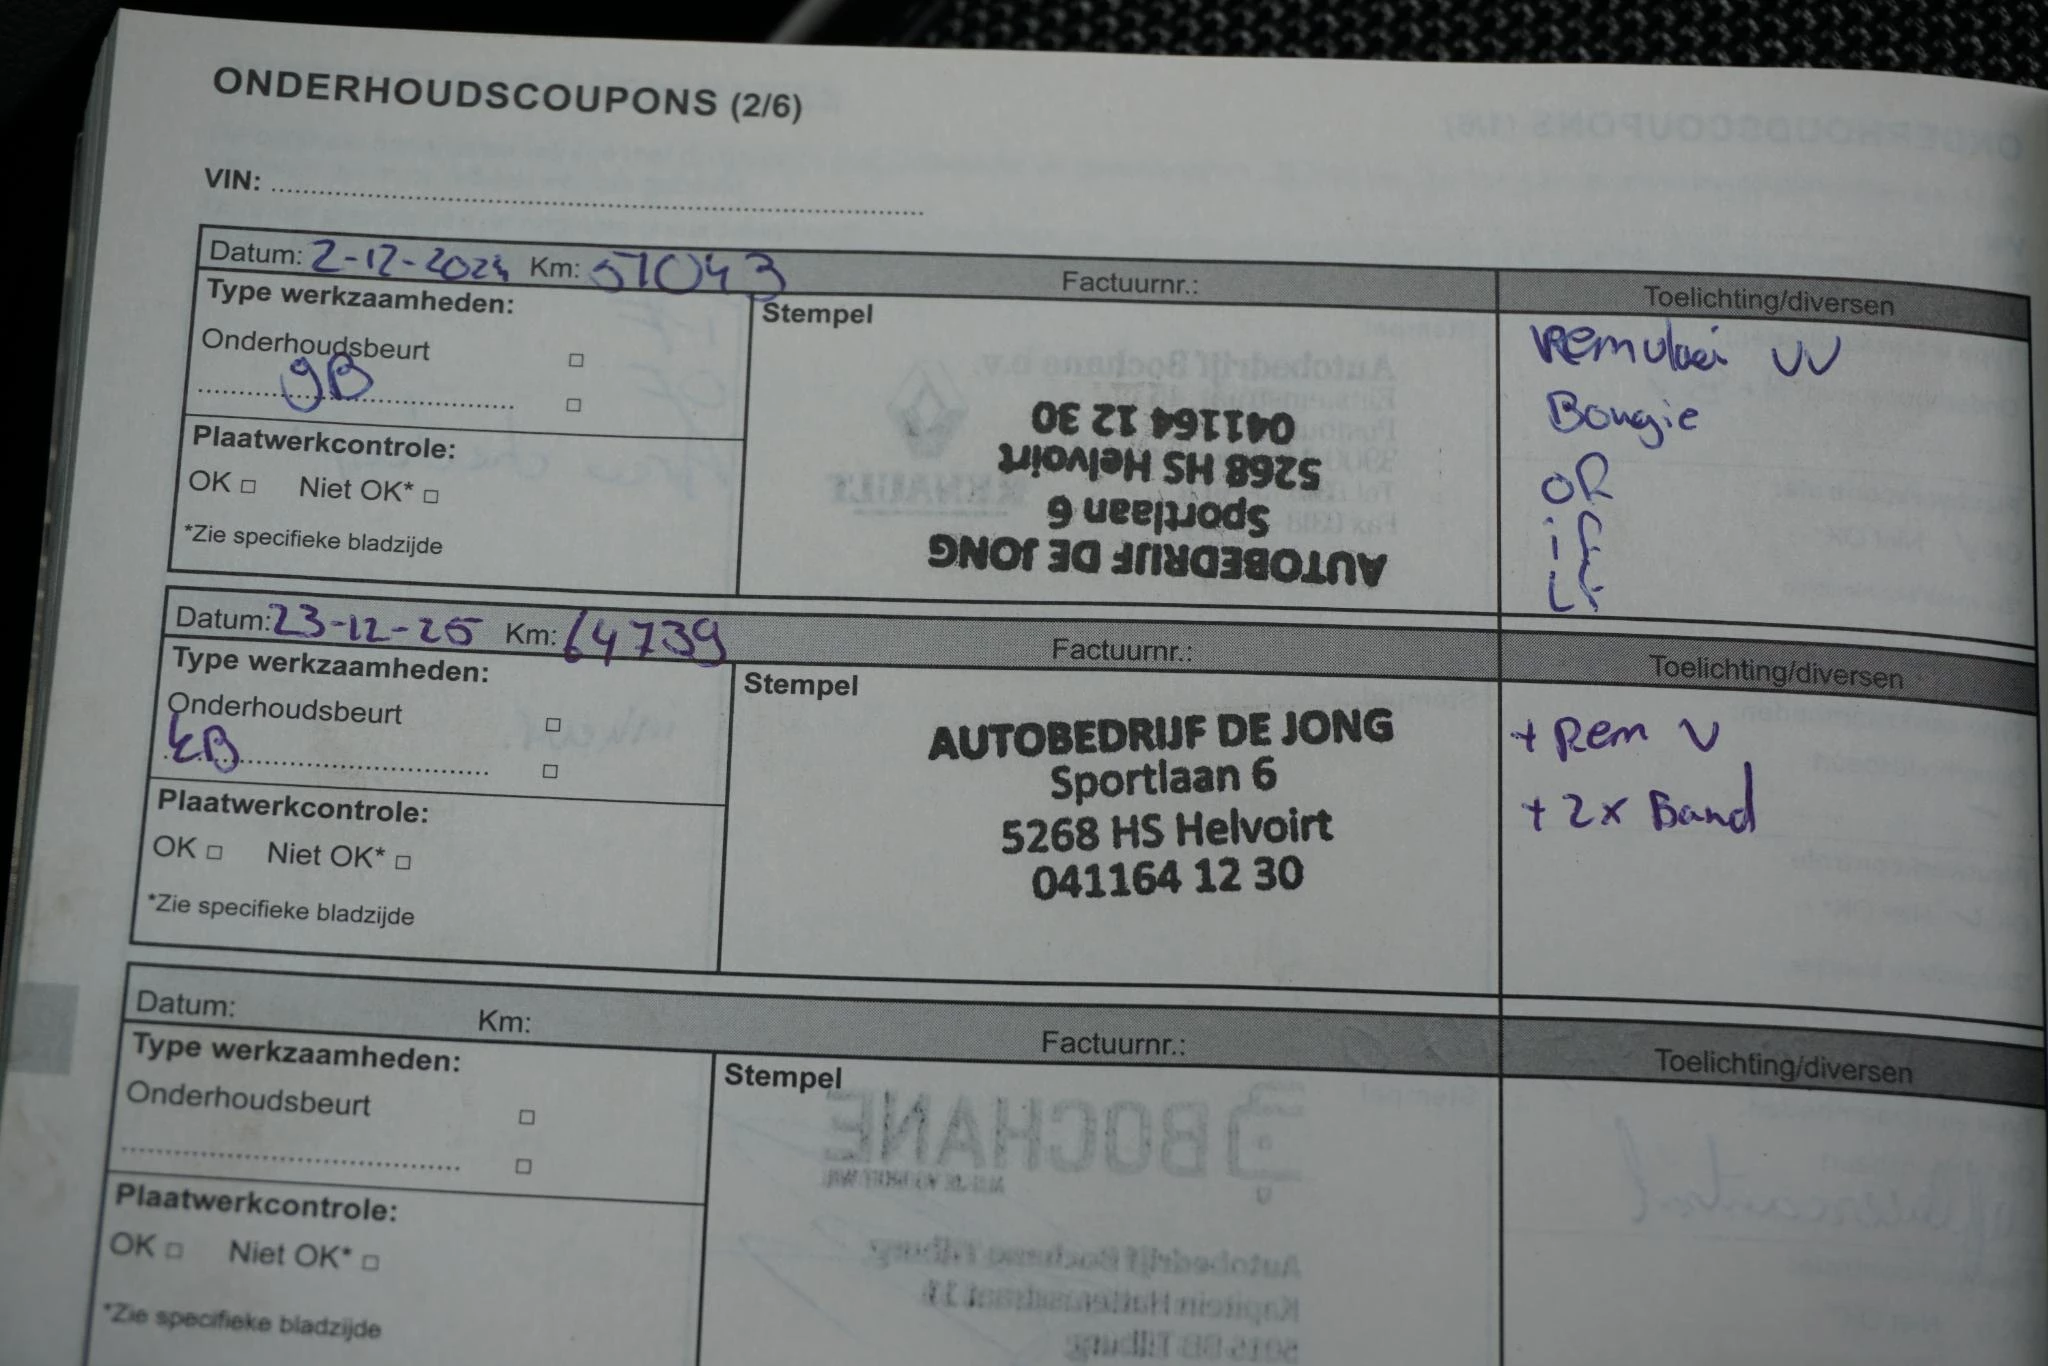 ONDERHOUDSCOUPONS (2/6)
VIN:
Datum: 2-12-2024 Km: 57043 Factuurnr.: Toelichting/diversen
Type werkzaamheden:
Stempel
Onderhoudsbeurt
gB
Plaatwerkcontrole:
OK □ Niet OK* □
*Zie specifieke bladzijde
AUTOBEDRIJF DE JONG
Sportlaan 6
5268 HS Helvoirt
041164 12 30
Remvloei VV
Bougie
oR
iF
LF
Datum: 23-12-25 Km: 64739 Factuurnr.: Toelichting/diversen
Type werkzaamheden:
Stempel
Onderhoudsbeurt
kB
Plaatwerkcontrole:
OK □ Niet OK* □
*Zie specifieke bladzijde
AUTOBEDRIJF DE JONG
Sportlaan 6
5268 HS Helvoirt
041164 12 30
+ Rem V
+ 2x Band
Datum: Km: Factuurnr.: Toelichting/diversen
Type werkzaamheden:
Stempel
Onderhoudsbeurt
Plaatwerkcontrole:
OK □ Niet OK* □
*Zie specifieke bladzijde